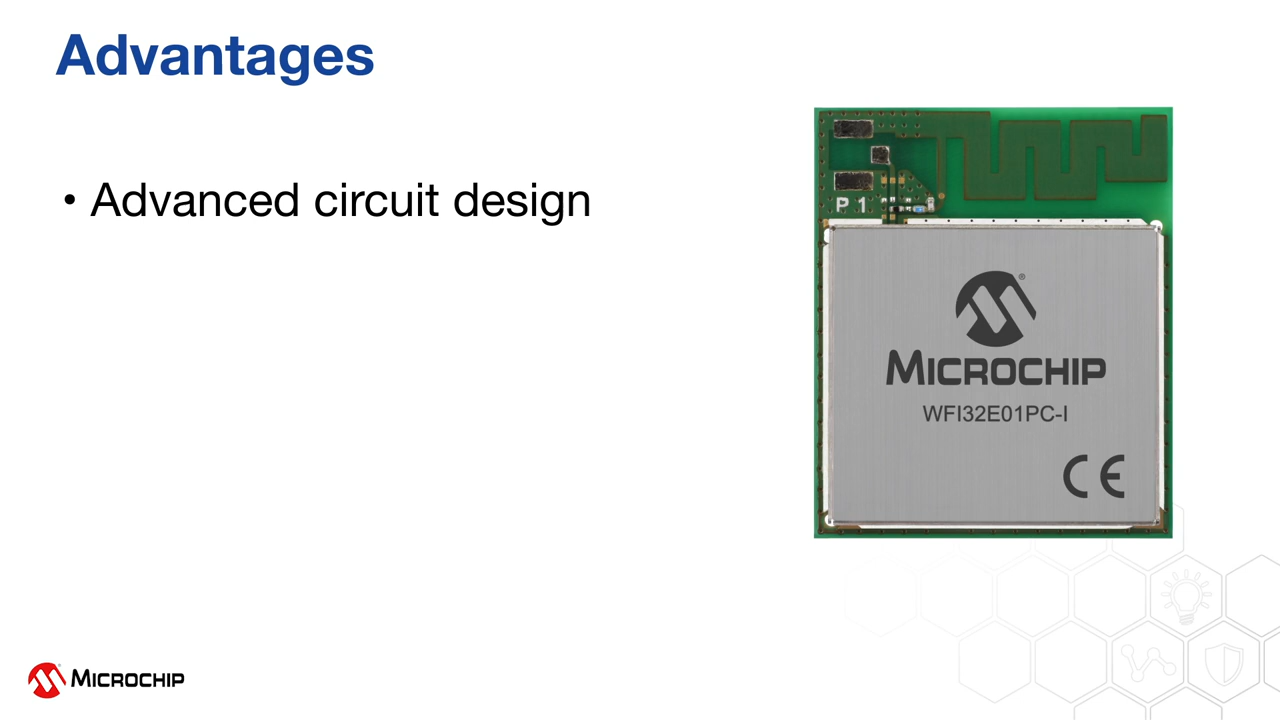 Advantages
• Advanced circuit design
P 1
®
MICROCHIP
WFI32E01PC-I
CE
MICROCHIP